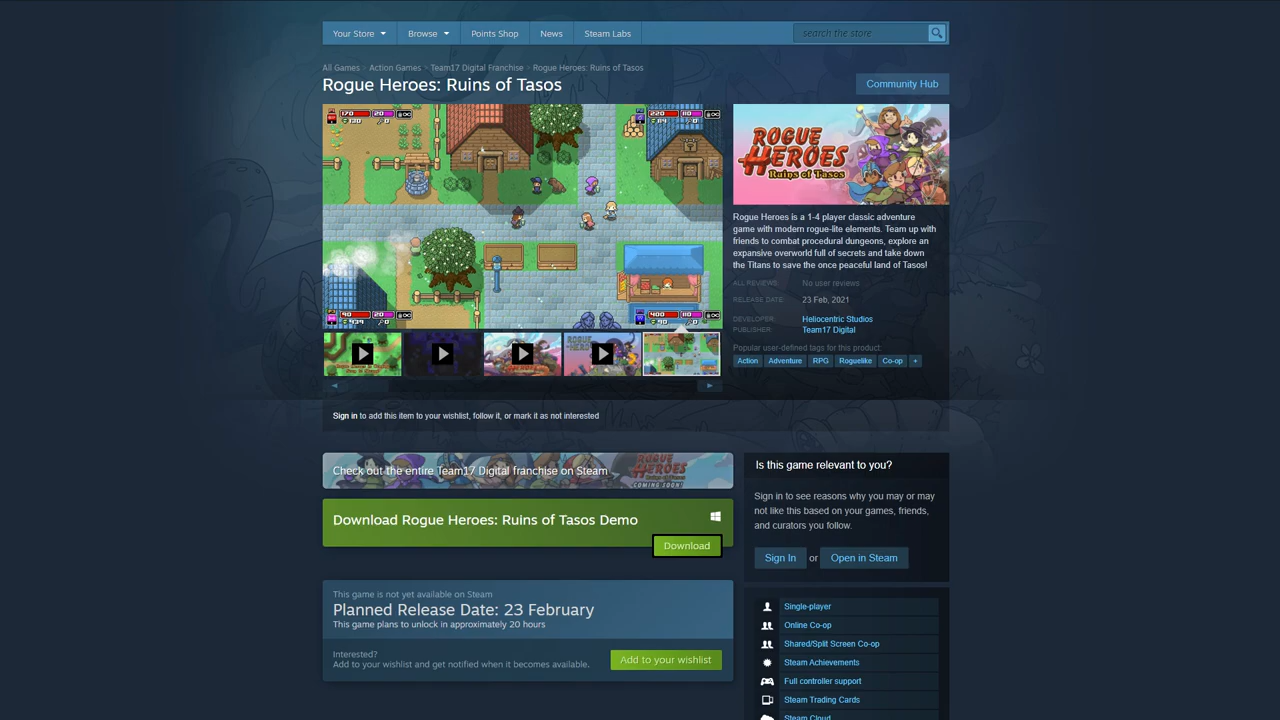 Your Store
Browse
Points Shop
News
Steam Labs
search the store
All Games > Action Games > Team17 Digital Franchise > Rogue Heroes: Ruins of Tasos
Rogue Heroes: Ruins of Tasos
Community Hub
170
20
220
110
ROGUE
HEROES
Ruins of Tasos
Rogue Heroes is a 1-4 player classic adventure
game with modern rogue-lite elements. Team up with
friends to combat procedural dungeons, explore an
expansive overworld full of secrets and take down
the Titans to save the once peaceful land of Tasos!
ALL REVIEWS: No user reviews
RELEASE DATE: 23 Feb, 2021
DEVELOPER: Heliocentric Studios
PUBLISHER: Team17 Digital
Popular user-defined tags for this product:
Action
Adventure
RPG
Roguelike
Co-op
+
90
20
400
Sign in to add this item to your wishlist, follow it, or mark it as not interested
Check out the entire Team17 Digital franchise on Steam
ROGUE
HEROES
COMING SOON!
Download Rogue Heroes: Ruins of Tasos Demo
Download
This game is not yet available on Steam
Planned Release Date: 23 February
This game plans to unlock in approximately 20 hours
Interested?
Add to your wishlist and get notified when it becomes available.
Add to your wishlist
Is this game relevant to you?
Sign in to see reasons why you may or may
not like this based on your games, friends,
and curators you follow.
Sign In or Open in Steam
Single-player
Online Co-op
Shared/Split Screen Co-op
Steam Achievements
Full controller support
Steam Trading Cards
Steam Cloud